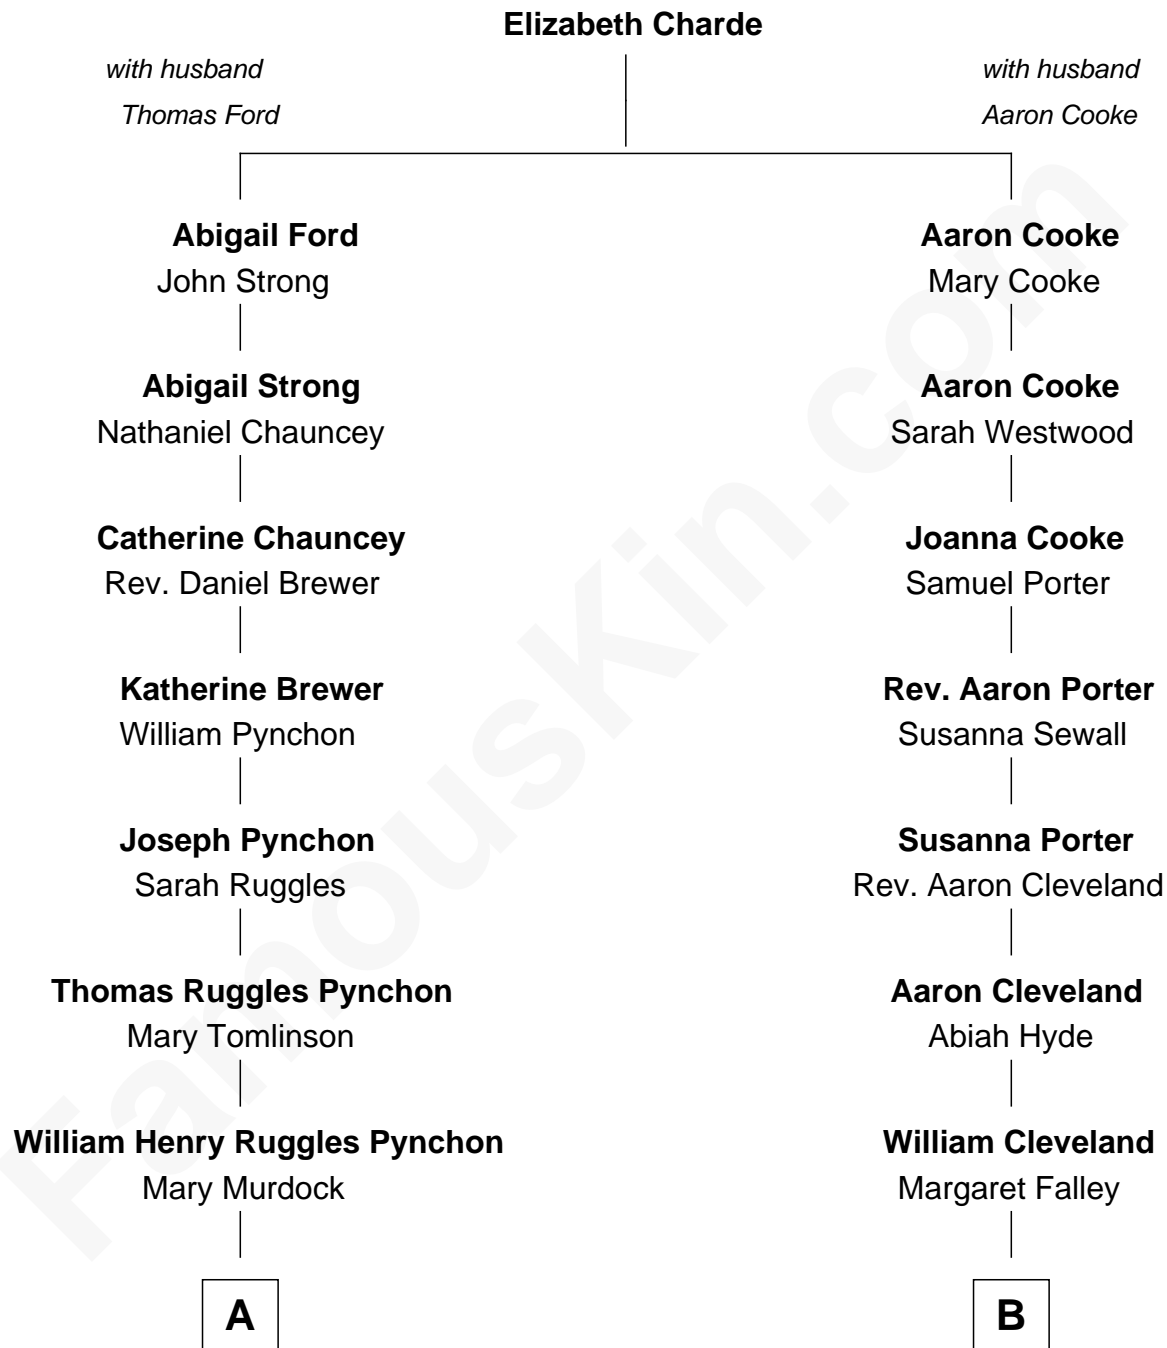 Elizabeth Charde
with husband
Thomas Ford
with husband
Aaron Cooke
Abigail Ford
John Strong
Aaron Cooke
Mary Cooke
Abigail Strong
Nathaniel Chauncey
Aaron Cooke
Sarah Westwood
Catherine Chauncey
Rev. Daniel Brewer
Joanna Cooke
Samuel Porter
Katherine Brewer
William Pynchon
Rev. Aaron Porter
Susanna Sewall
Joseph Pynchon
Sarah Ruggles
Susanna Porter
Rev. Aaron Cleveland
Thomas Ruggles Pynchon
Mary Tomlinson
Aaron Cleveland
Abiah Hyde
William Henry Ruggles Pynchon
Mary Murdock
William Cleveland
Margaret Falley
A
B
FamousKin.com